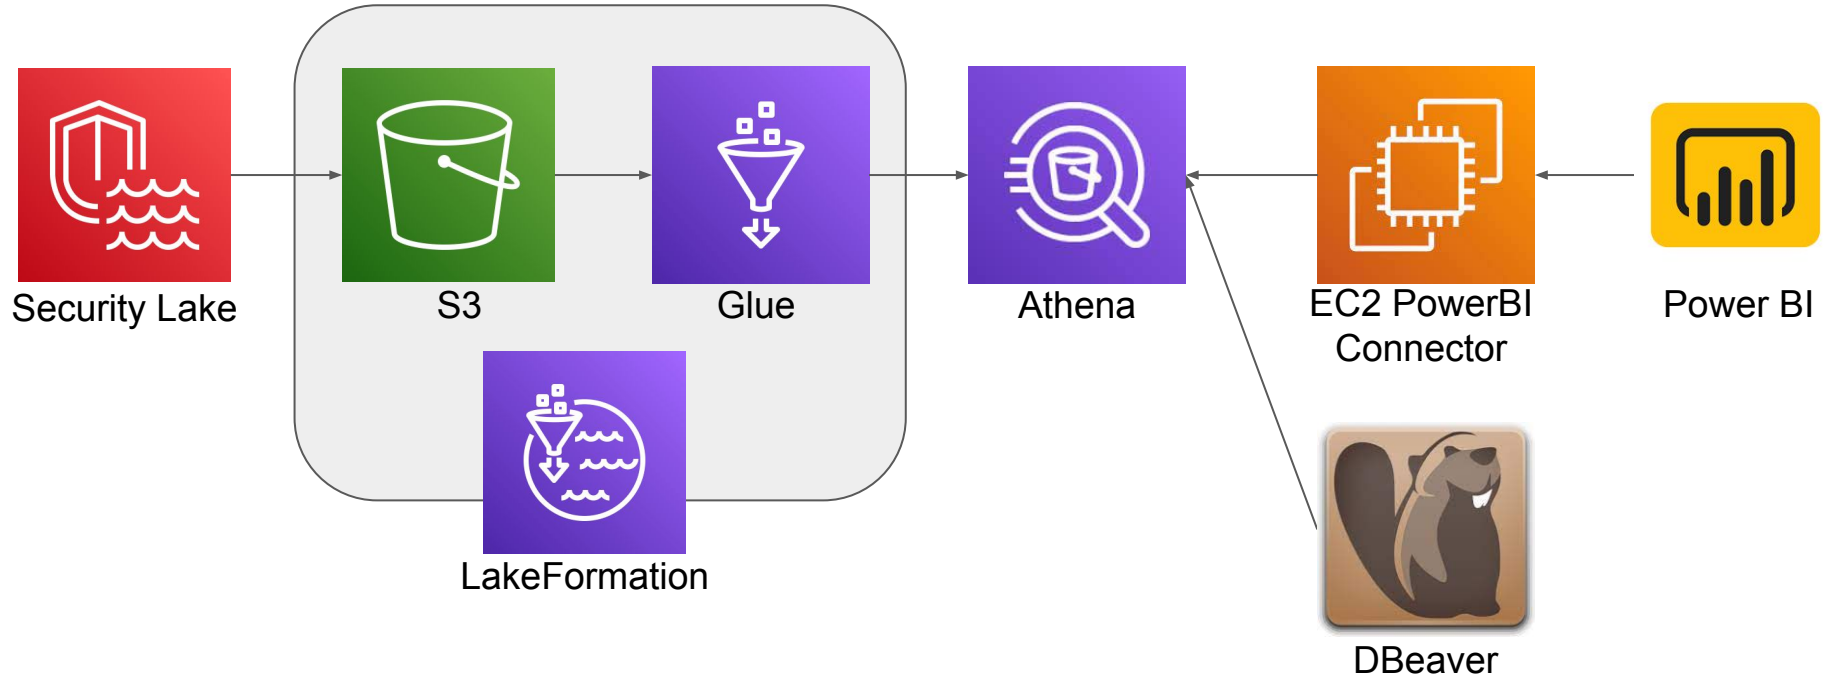 Security Lake
S3
Glue
Athena
EC2 PowerBI
Connector
Power BI
LakeFormation
DBeaver